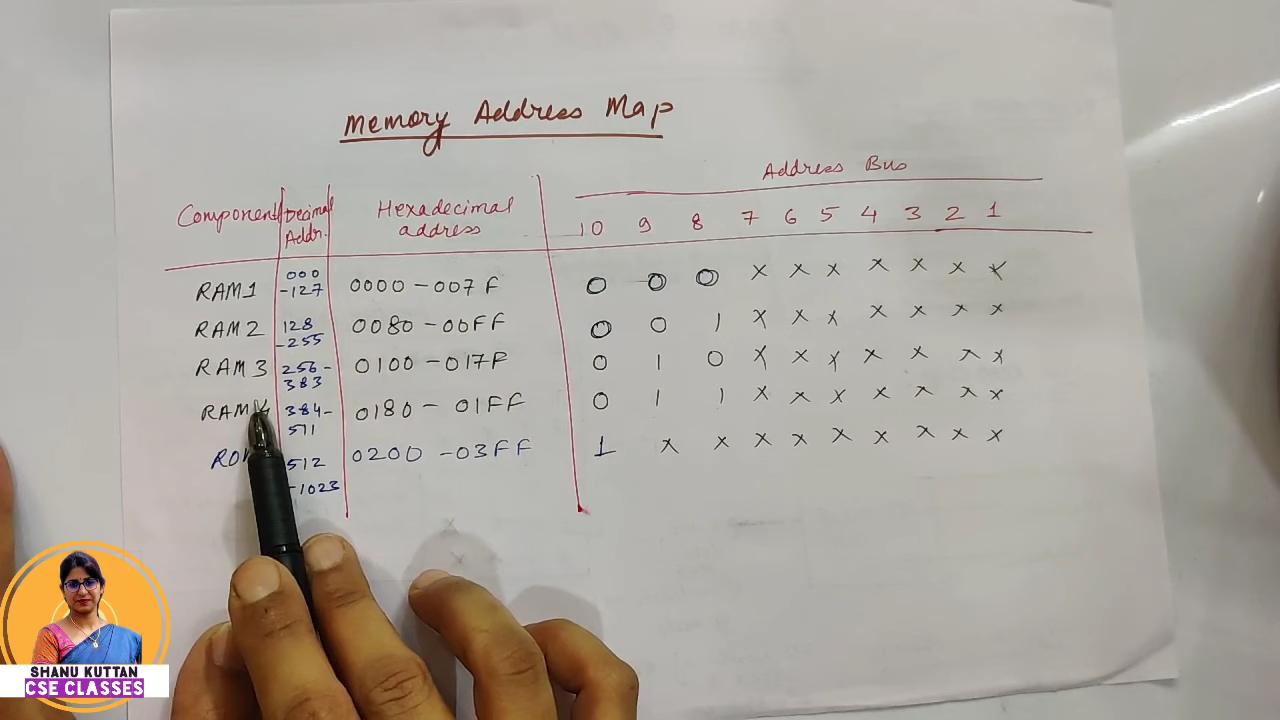 Memory Address Map
Address Bus
Component Decimal Addr. Hexadecimal address 10 9 8 7 6 5 4 3 2 1
RAM1 000 -127 0000 - 007F 0 0 0 x x x x x x x
RAM2 128 -255 0080 - 00FF 0 0 1 x x x x x x x
RAM3 256- 383 0100 - 017F 0 1 0 x x x x x x x
RAM4 384- 511 0180 - 01FF 0 1 1 x x x x x x x
512 -1023 0200 - 03FF 1 x x x x x x x x x
SHANU KUTTAN
CSE CLASSES